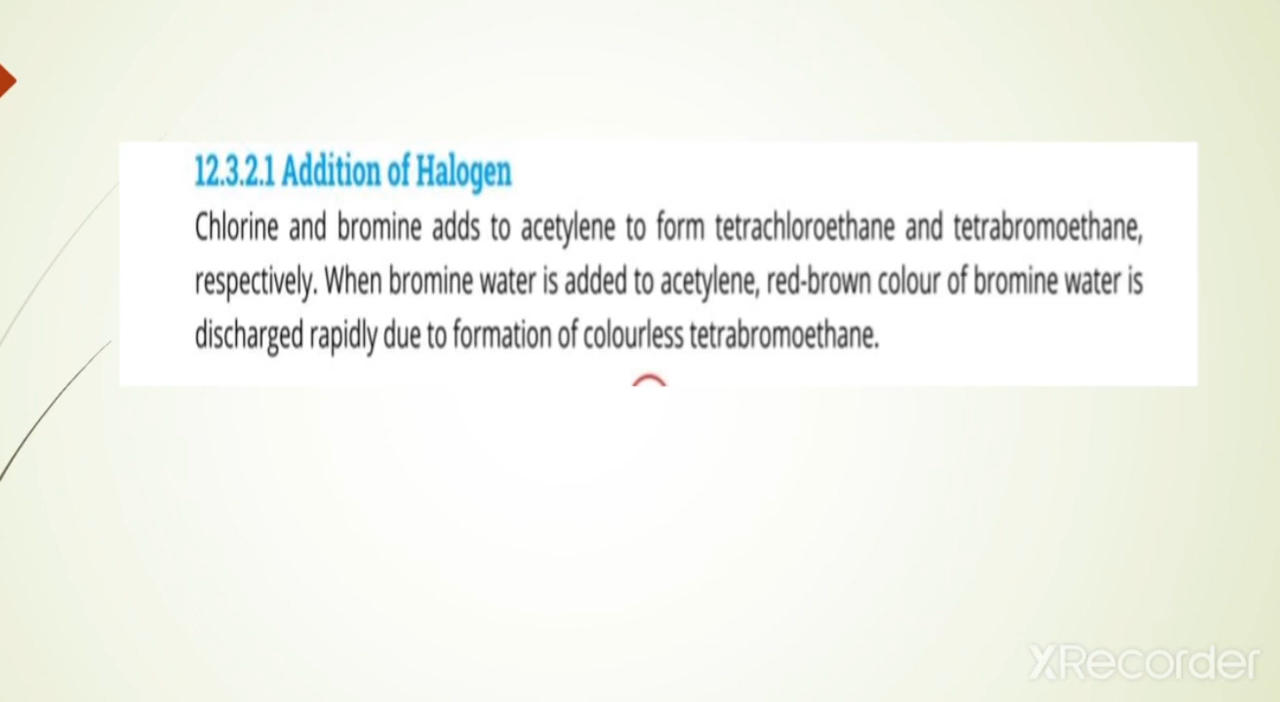 12.3.2.1 Addition of Halogen
Chlorine and bromine adds to acetylene to form tetrachloroethane and tetrabromoethane,
respectively. When bromine water is added to acetylene, red-brown colour of bromine water is
discharged rapidly due to formation of colourless tetrabromoethane.
XRecorder